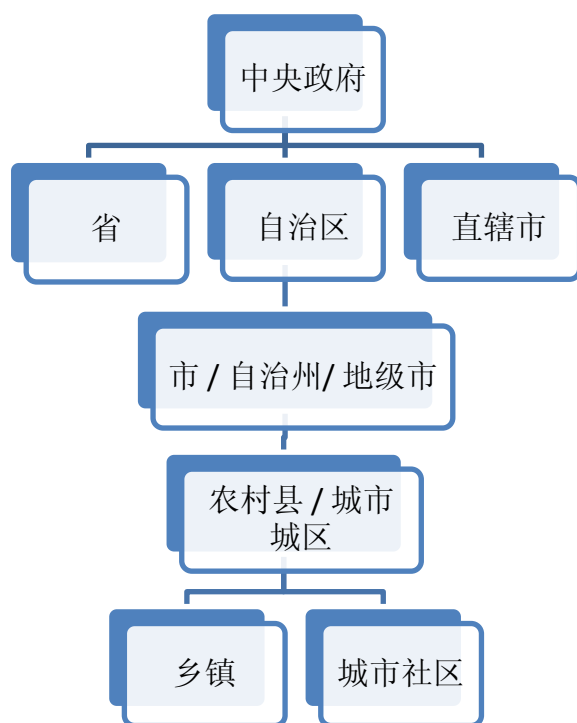 中央政府
省
自治区
直辖市
市 / 自治州/ 地级市
农村县 / 城市
城区
乡镇
城市社区